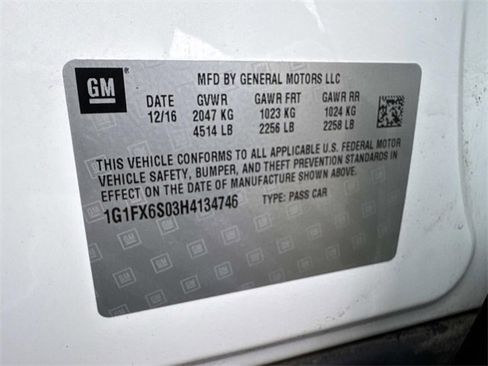 GM
MFD BY GENERAL MOTORS LLC
DATE GVWR GAWR FRT GAWR RR
12/16 2047 KG 1023 KG 1024 KG
4514 LB 2256 LB 2258 LB
THIS VEHICLE CONFORMS TO ALL APPLICABLE U.S. FEDERAL MOTOR
VEHICLE SAFETY, BUMPER, AND THEFT PREVENTION STANDARDS IN
EFFECT ON THE DATE OF MANUFACTURE SHOWN ABOVE.
1G1FX6S03H4134746 TYPE: PASS CAR